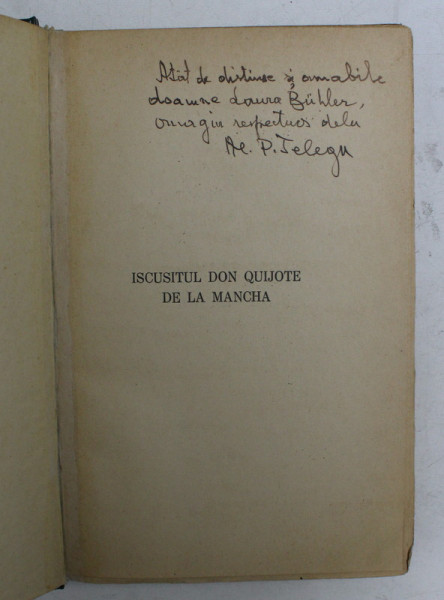 Atât de distinse și amabile
doamne Laura Bühler,
omagiu respectuos dela
Al. P. Telegu
ISCUSITUL DON QUIJOTE
DE LA MANCHA